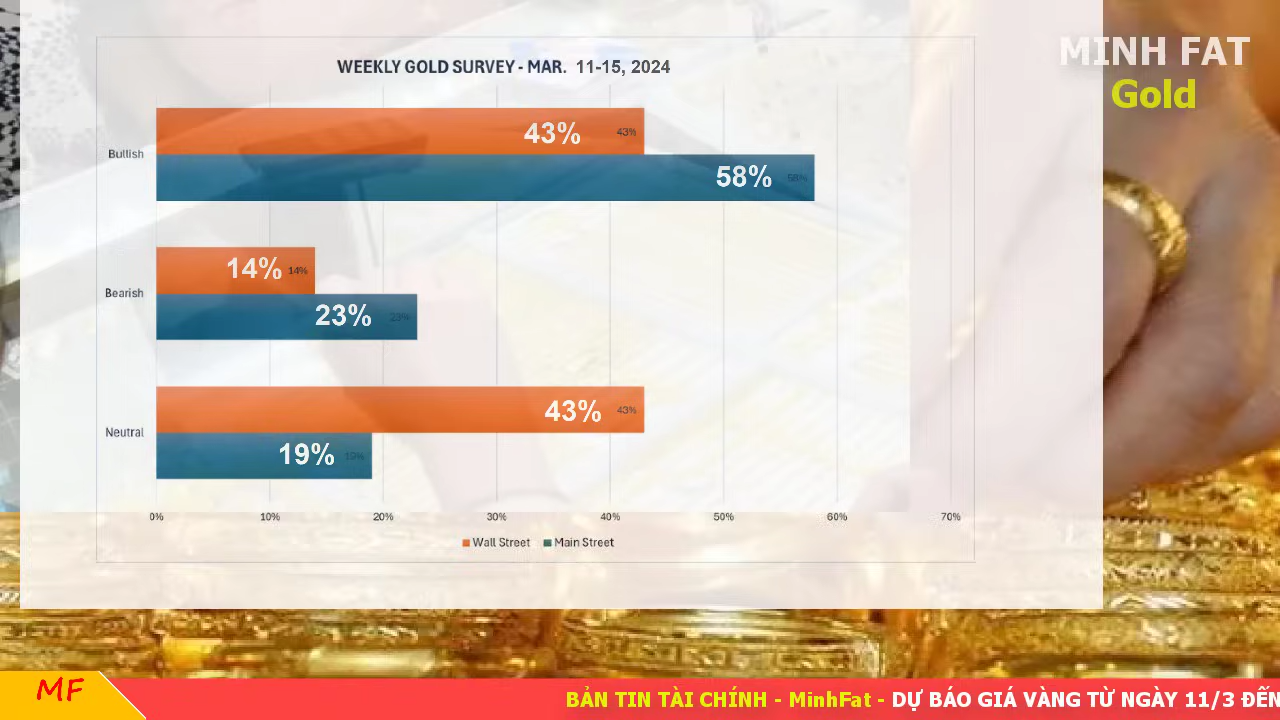 WEEKLY GOLD SURVEY - MAR. 11-15, 2024
MINH FAT
Gold
Bullish
43% 43%
58% 58%
Bearish
14% 14%
23% 23%
Neutral
43% 43%
19% 19%
0% 10% 20% 30% 40% 50% 60% 70%
Wall Street Main Street
MF
BẢN TIN TÀI CHÍNH - MinhFat - DỰ BÁO GIÁ VÀNG TỪ NGÀY 11/3 ĐẾN